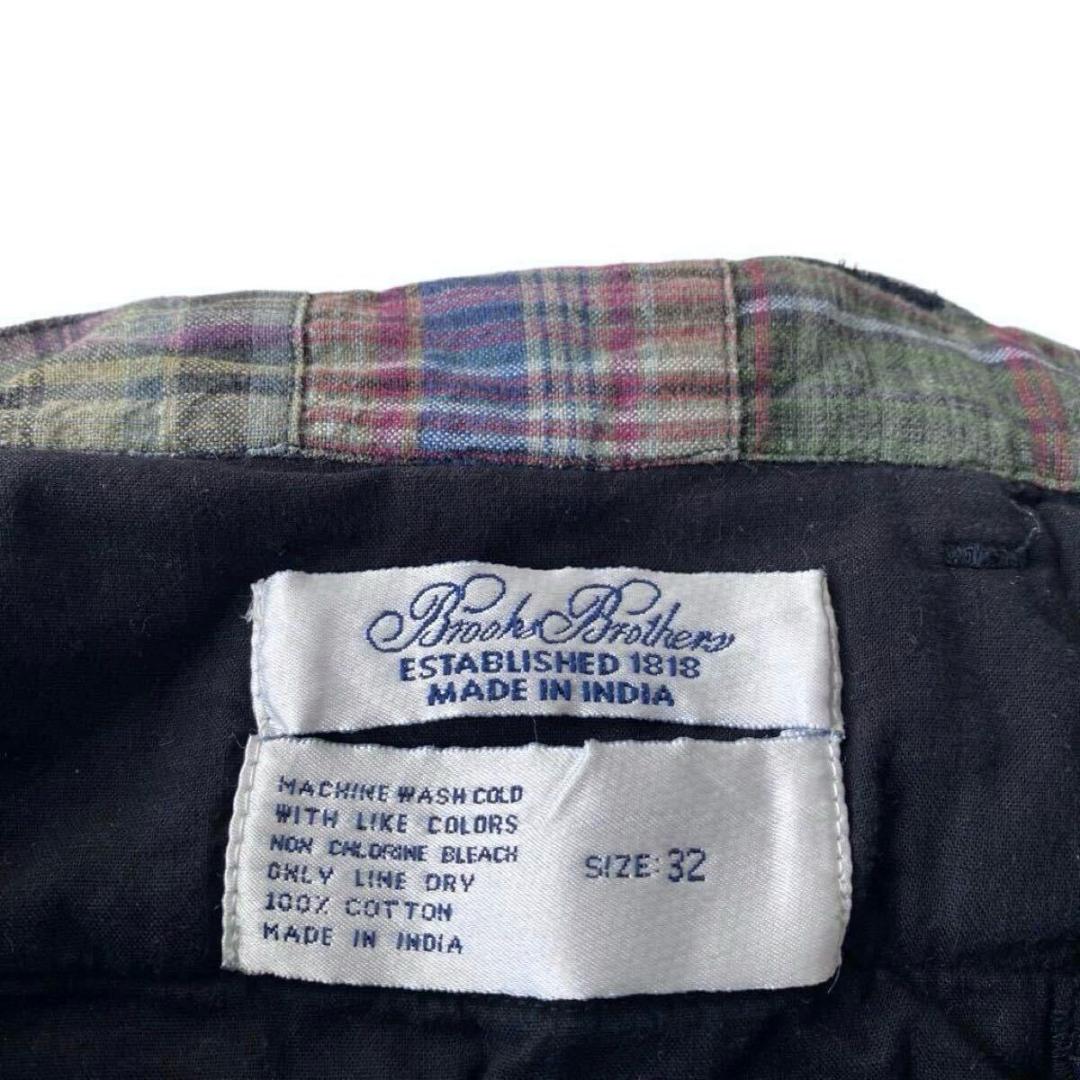 Brooks Brothers
ESTABLISHED 1818
MADE IN INDIA
MACHINE WASH COLD
WITH LIKE COLORS
NON CHLORINE BLEACH
ONLY LINE DRY
100% COTTON
MADE IN INDIA
SIZE: 32